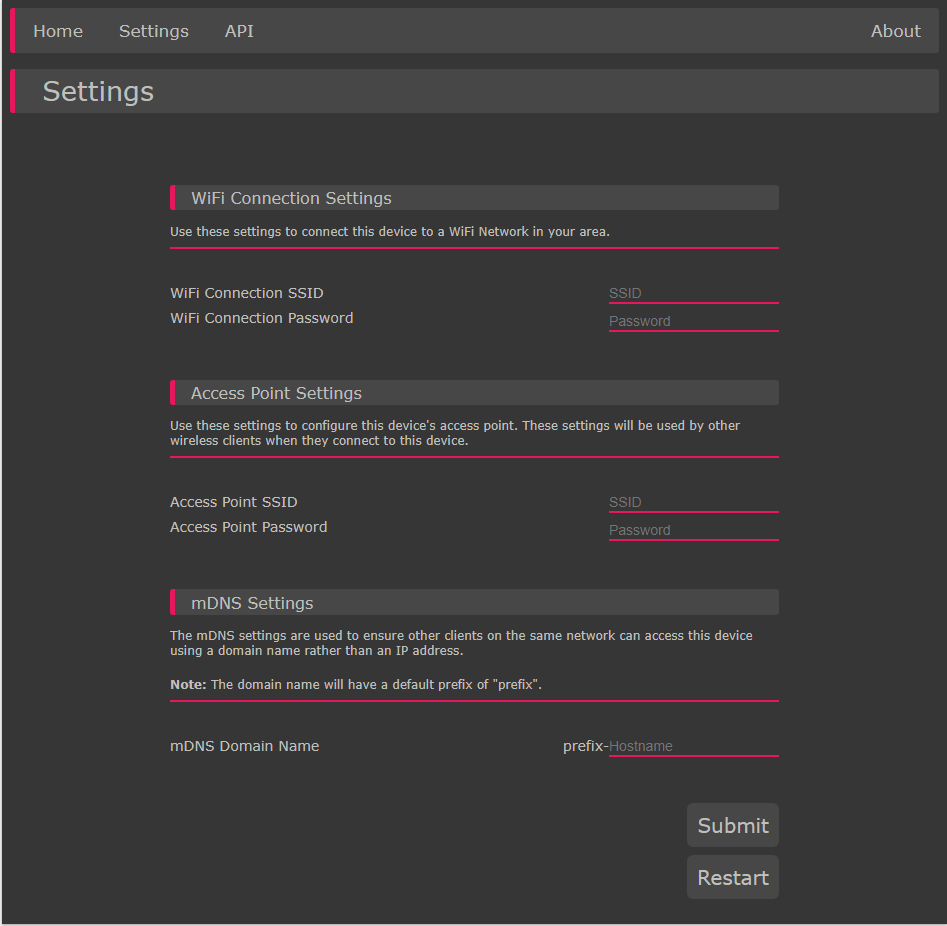 Home Settings API About
Settings
WiFi Connection Settings
Use these settings to connect this device to a WiFi Network in your area.
WiFi Connection SSID SSID
WiFi Connection Password Password
Access Point Settings
Use these settings to configure this device's access point. These settings will be used by other
wireless clients when they connect to this device.
Access Point SSID SSID
Access Point Password Password
mDNS Settings
The mDNS settings are used to ensure other clients on the same network can access this device
using a domain name rather than an IP address.
Note: The domain name will have a default prefix of "prefix".
mDNS Domain Name prefix-Hostname
Submit
Restart